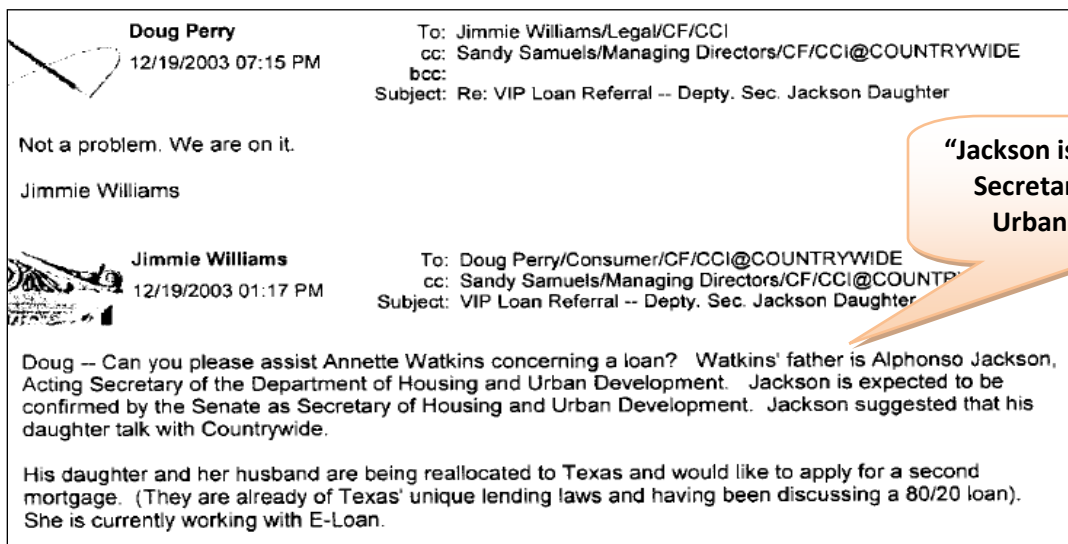 Doug Perry
12/19/2003 07:15 PM
To: Jimmie Williams/Legal/CF/CCI
cc: Sandy Samuels/Managing Directors/CF/CCI@COUNTRYWIDE
bcc:
Subject: Re: VIP Loan Referral -- Depty. Sec. Jackson Daughter
Not a problem. We are on it.
Jimmie Williams
"Jackson is
Secretar
Urban
Jimmie Williams
12/19/2003 01:17 PM
To: Doug Perry/Consumer/CF/CCI@COUNTRYWIDE
cc: Sandy Samuels/Managing Directors/CF/CCI@COUNTRY
Subject: VIP Loan Referral -- Depty. Sec. Jackson Daughter
Doug -- Can you please assist Annette Watkins concerning a loan? Watkins' father is Alphonso Jackson,
Acting Secretary of the Department of Housing and Urban Development. Jackson is expected to be
confirmed by the Senate as Secretary of Housing and Urban Development. Jackson suggested that his
daughter talk with Countrywide.
His daughter and her husband are being reallocated to Texas and would like to apply for a second
mortgage. (They are already of Texas' unique lending laws and having been discussing a 80/20 loan).
She is currently working with E-Loan.